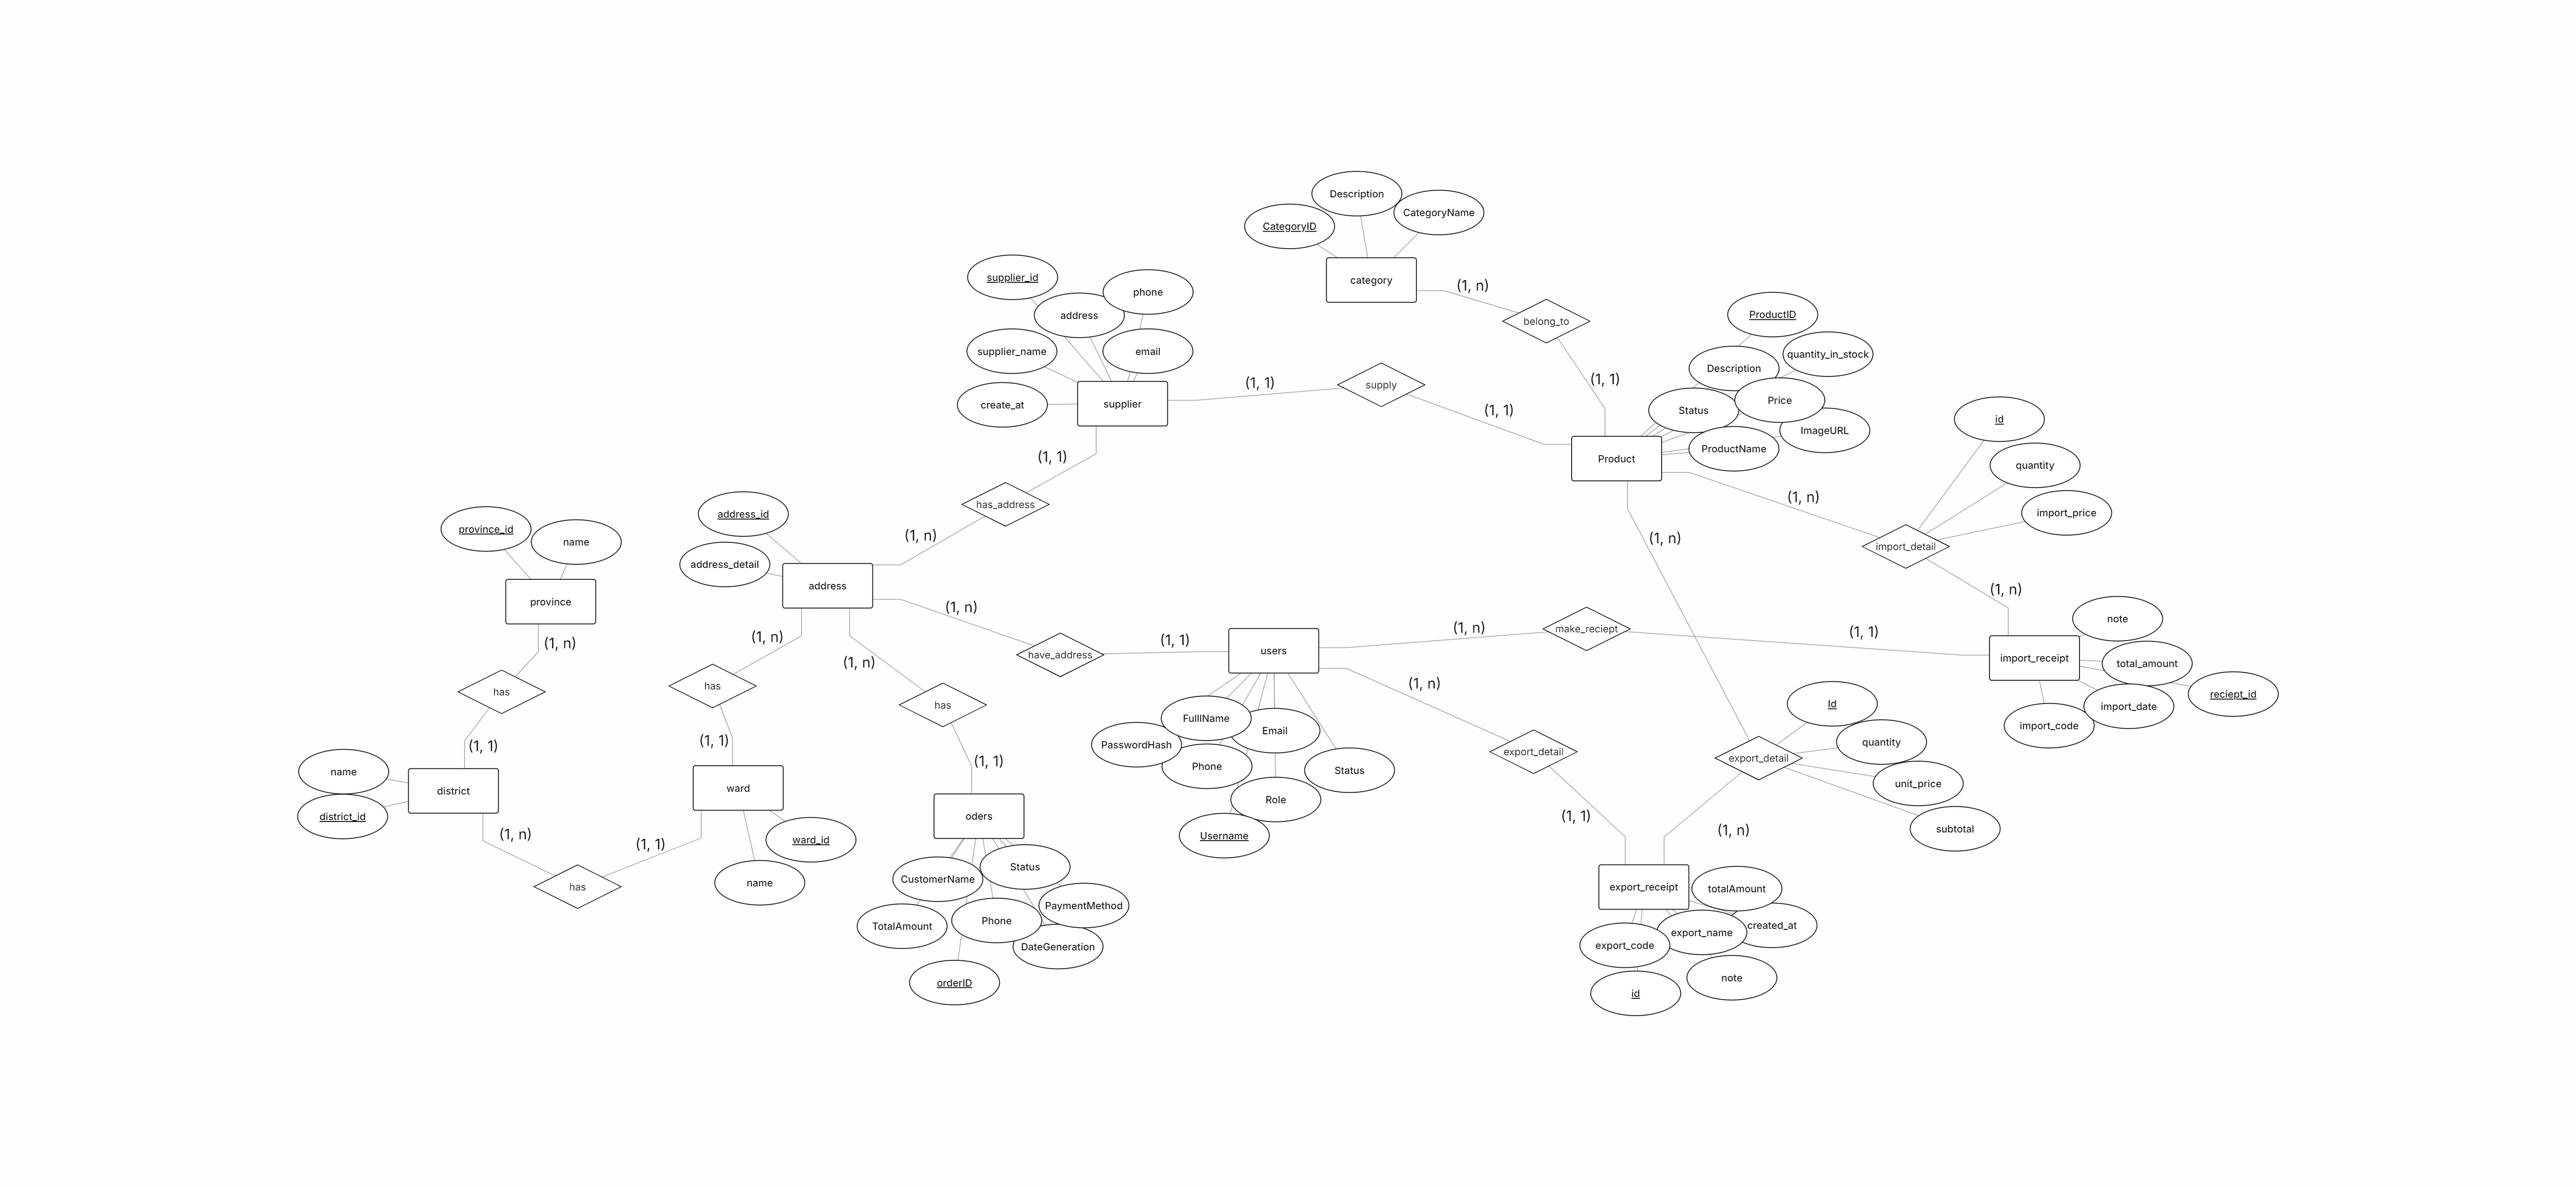 Description
CategoryName
CategoryID
category
(1, n)
belong_to
(1, 1)
supplier_id
phone
address
supplier_name
email
create_at
supplier
(1, 1)
supply
(1, 1)
ProductID
quantity_in_stock
Description
Price
Status
ImageURL
ProductName
Product
(1, n)
id
quantity
import_price
import_detail
(1, n)
(1, 1)
has_address
(1, n)
address_id
address_detail
address
province_id
name
province
(1, n)
has
(1, 1)
name
district_id
district
(1, n)
has
(1, 1)
(1, n)
has
(1, 1)
ward
ward_id
name
(1, n)
has
(1, 1)
oders
CustomerName
Status
TotalAmount
Phone
PaymentMethod
DateGeneration
orderID
(1, n)
have_address
(1, 1)
users
FulllName
Email
PasswordHash
Phone
Status
Role
Username
(1, n)
make_reciept
(1, 1)
import_receipt
note
total_amount
reciept_id
import_date
import_code
(1, n)
export_detail
(1, 1)
(1, n)
export_detail
Id
quantity
unit_price
subtotal
(1, n)
export_receipt
totalAmount
created_at
export_name
export_code
note
id